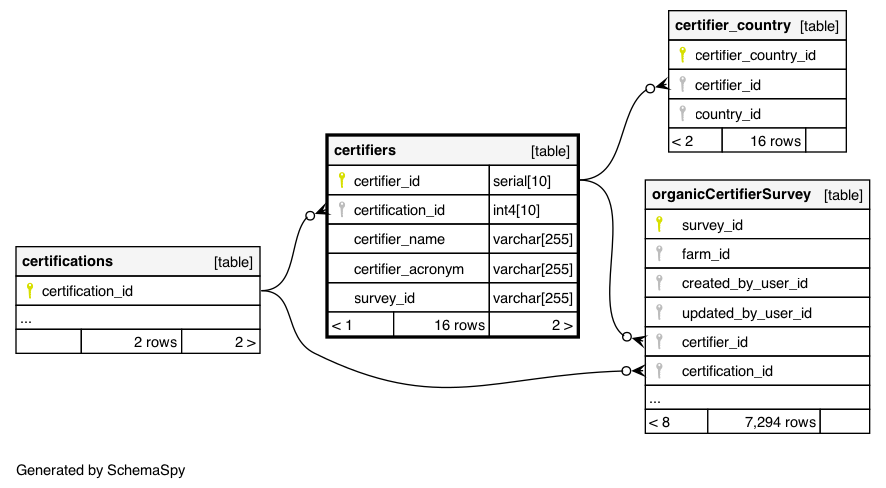 certifier_country [table]
certifier_country_id
certifier_id
country_id
< 2 16 rows
certifiers [table]
certifier_id serial[10]
certification_id int4[10]
certifier_name varchar[255]
certifier_acronym varchar[255]
survey_id varchar[255]
< 1 16 rows 2 >
organicCertifierSurvey [table]
survey_id
farm_id
created_by_user_id
updated_by_user_id
certifier_id
certification_id
...
< 8 7,294 rows
certifications [table]
certification_id
...
2 rows 2 >
Generated by SchemaSpy